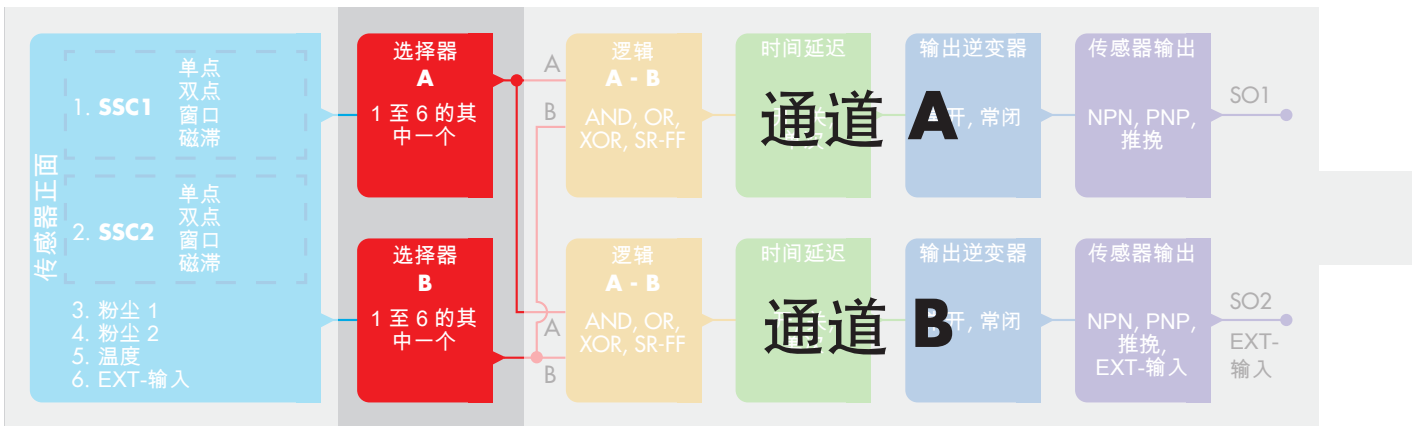 传感器正面
1. SSC1
单点
双点
窗口
磁滞
2. SSC2
单点
双点
窗口
磁滞
3. 粉尘 1
4. 粉尘 2
5. 温度
6. EXT-输入
选择器
A
1 至 6 的其
中一个
选择器
B
1 至 6 的其
中一个
A
B
逻辑
A - B
AND, OR,
XOR, SR-FF
时间延迟
通道 A
输出逆变器
开, 常闭
传感器输出
NPN, PNP,
推挽
SO1
A
B
逻辑
A - B
AND, OR,
XOR, SR-FF
时间延迟
通道 B
输出逆变器
开, 常闭
传感器输出
NPN, PNP,
推挽,
EXT-输入
SO2
EXT-
输入